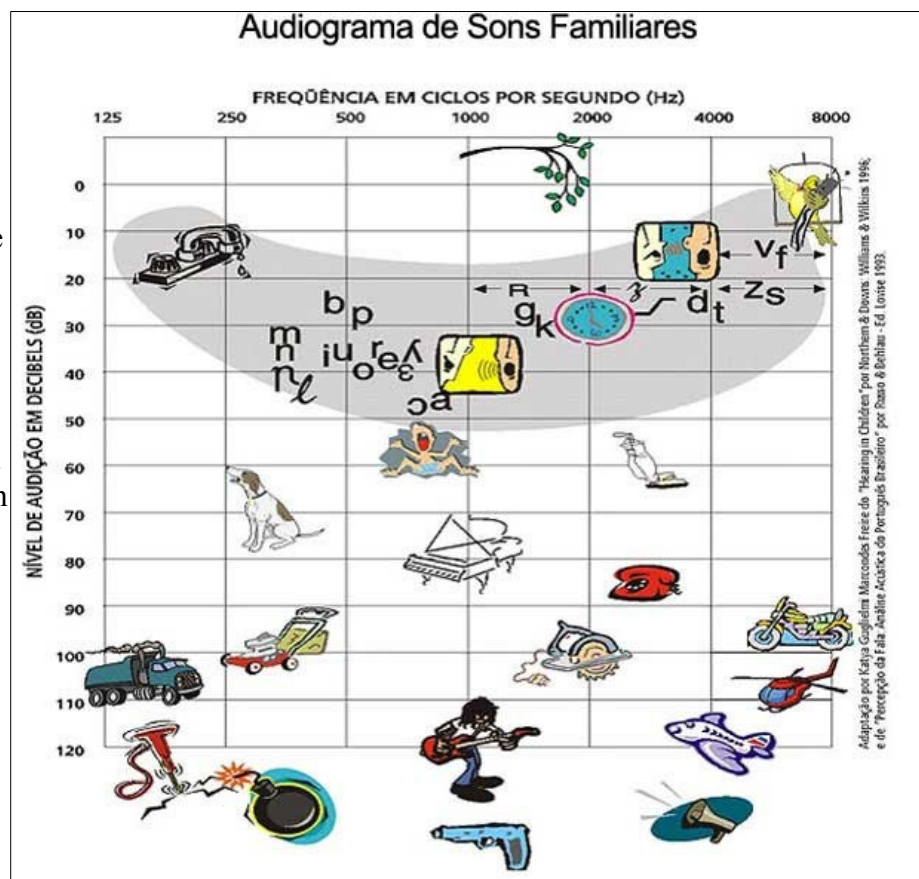 Audiograma de Sons Familiares
FREQÜÊNCIA EM CICLOS POR SEGUNDO (Hz)
125 250 500 1000 2000 4000 8000
NÍVEL DE AUDIÇÃO EM DECIBELS (dB)
0
10
20
30
40
50
60
70
80
90
100
110
120
v f
R z z s
b p g k d t
m
n i u o r e ɛ ʎ
ɲ l
ɔ a
e
n
Adaptação por Katya Guglielmi Marcondes Freire do "Hearing in Children" por Northern & Downs Williams & Wilkins 1996;
e de "Percepção da Fala: Análise Acústica do Português Brasileiro" por Russo & Behlau - Ed. Lovise 1993.